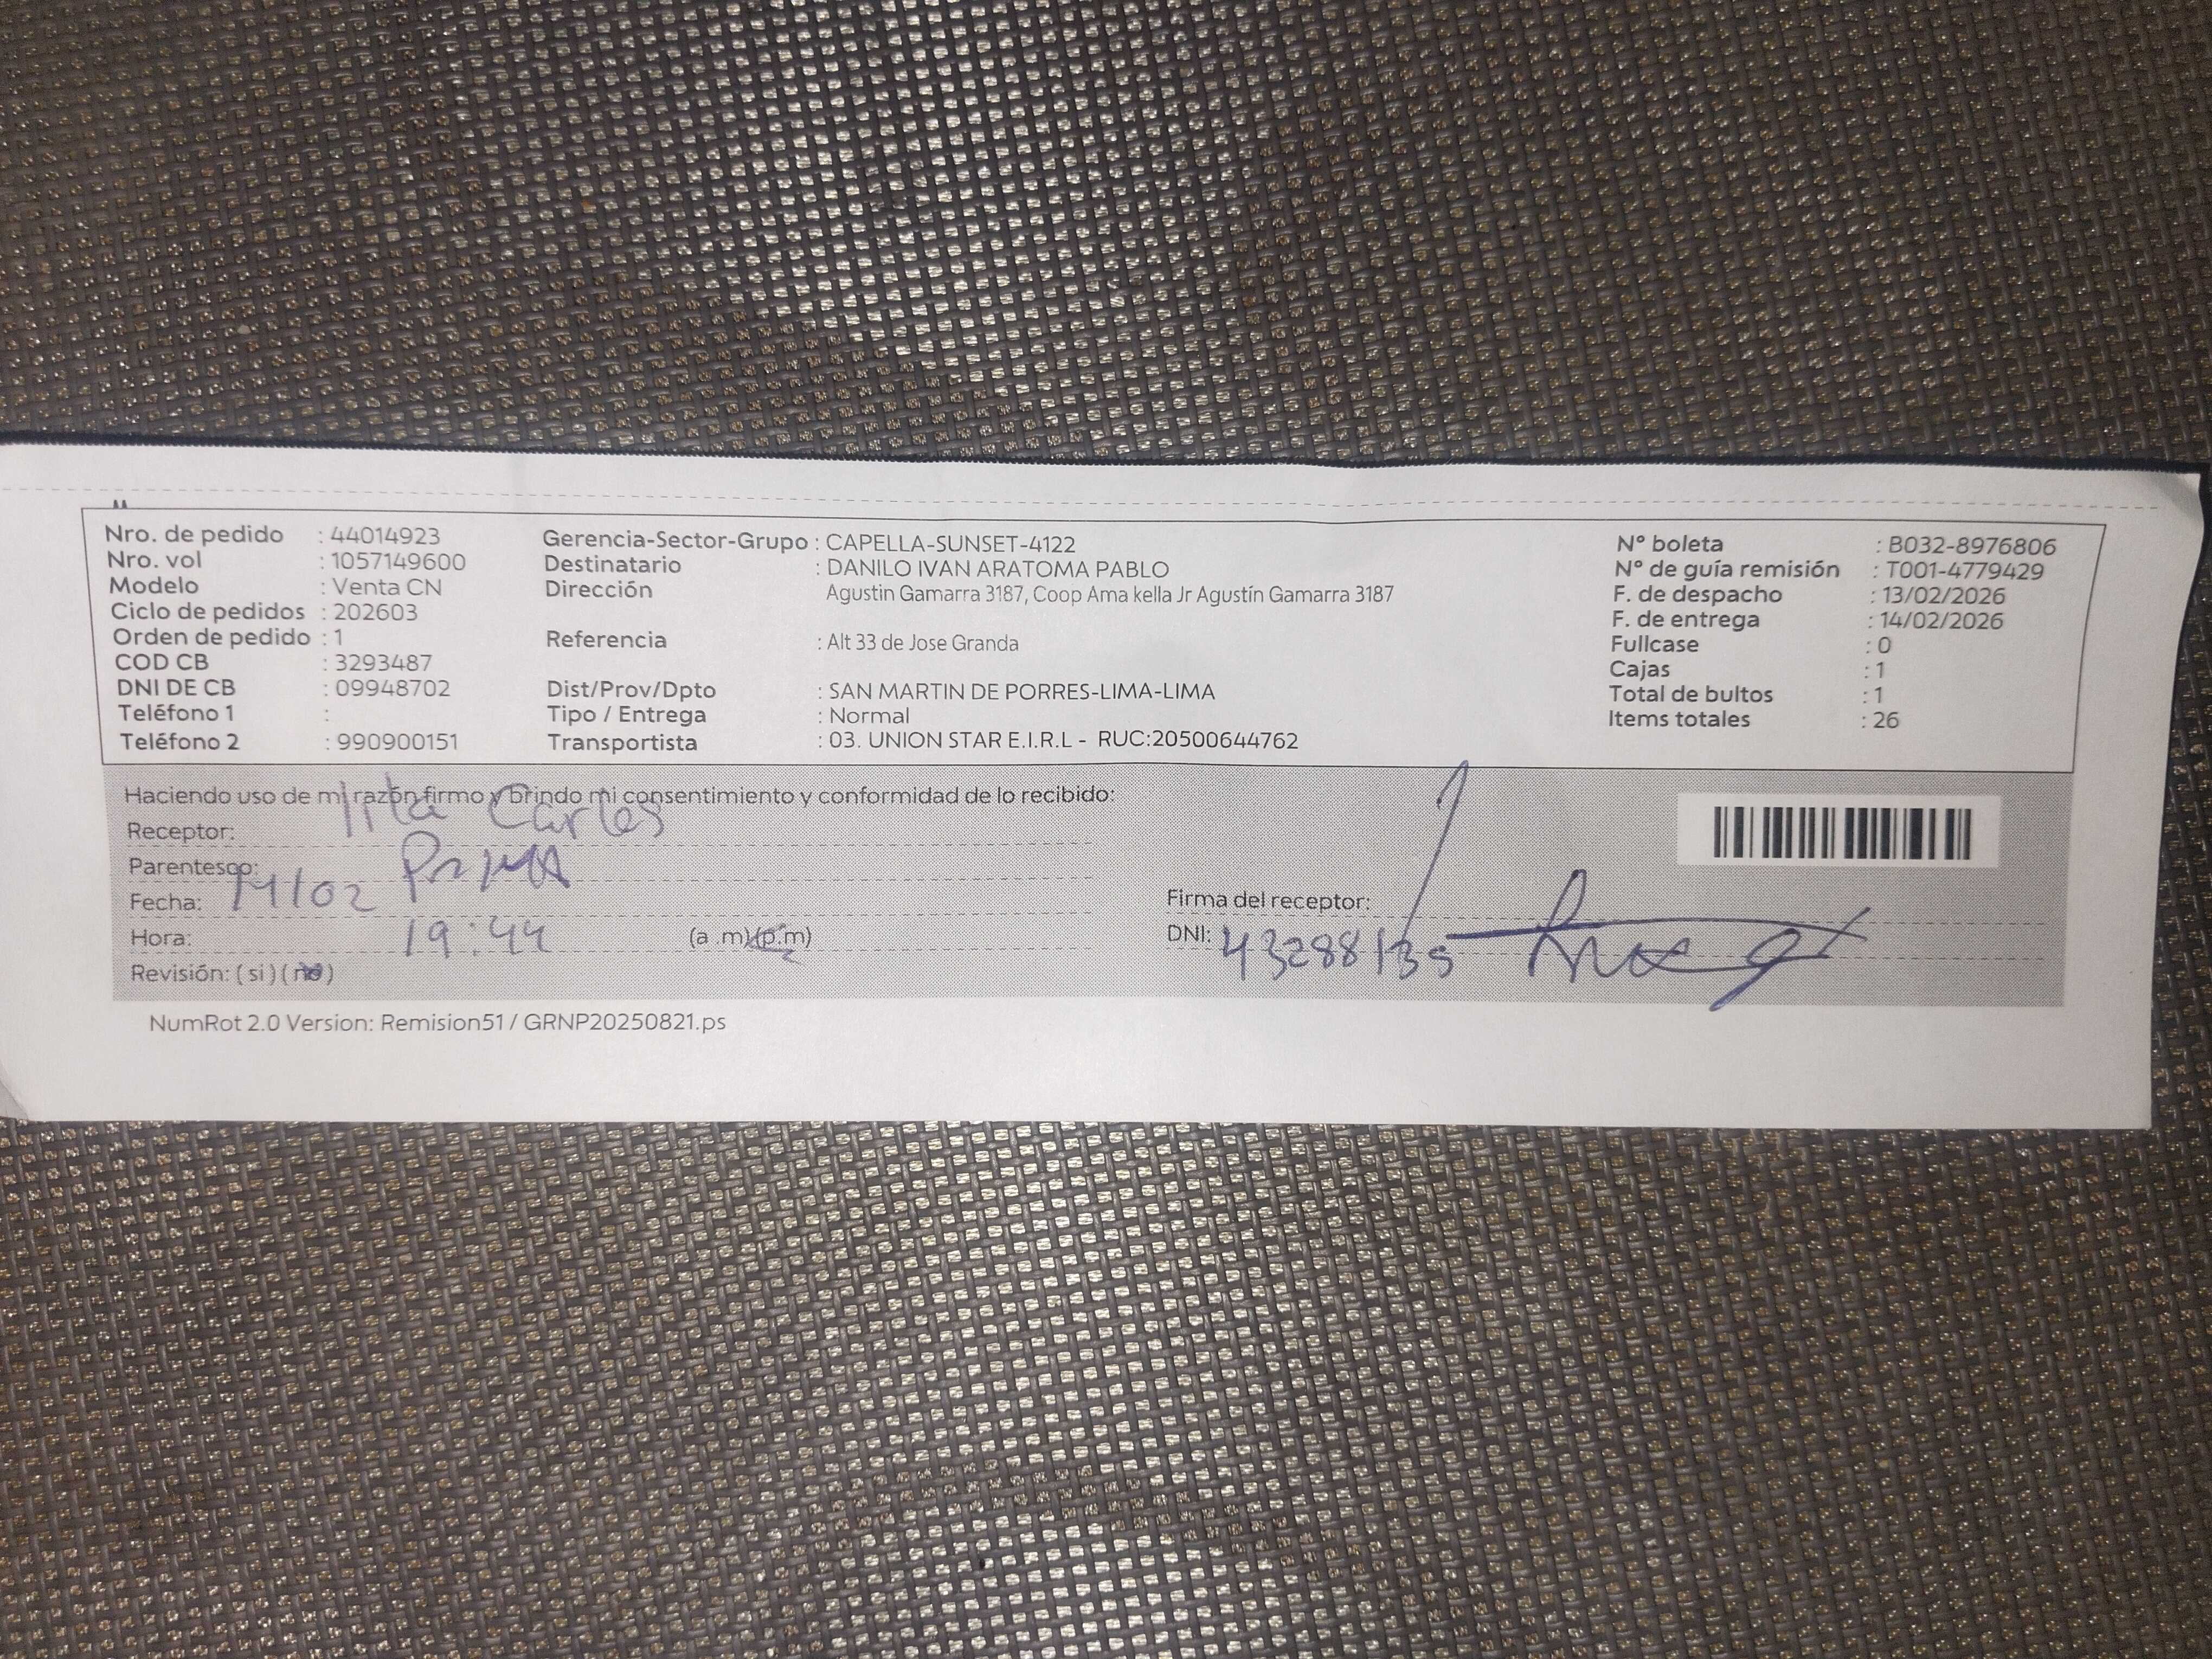 Nro. de pedido : 44014923
Nro. vol : 1057149600
Modelo : Venta CN
Ciclo de pedidos : 202603
Orden de pedido : 1
COD CB : 3293487
DNI DE CB : 09948702
Teléfono 1 :
Teléfono 2 : 990900151
Gerencia-Sector-Grupo : CAPELLA-SUNSET-4122
Destinatario : DANILO IVAN ARATOMA PABLO
Dirección Agustin Gamarra 3187, Coop Ama kella Jr Agustín Gamarra 3187
Referencia : Alt 33 de Jose Granda
Dist/Prov/Dpto : SAN MARTIN DE PORRES-LIMA-LIMA
Tipo / Entrega : Normal
Transportista : 03. UNION STAR E.I.R.L - RUC:20500644762
N° boleta : B032-8976806
N° de guía remisión : T001-4779429
F. de despacho : 13/02/2026
F. de entrega : 14/02/2026
Fullcase : 0
Cajas : 1
Total de bultos : 1
Items totales : 26
Haciendo uso de mi razón firmo y brindo mi consentimiento y conformidad de lo recibido:
Receptor: Carlos
Parentesco:
Fecha: 14/02
Hora: 19:44 (a .m)(p.m)
Revisión: (si) (no)
Firma del receptor:
DNI: 43288135
NumRot 2.0 Version: Remision51 / GRNP20250821.ps